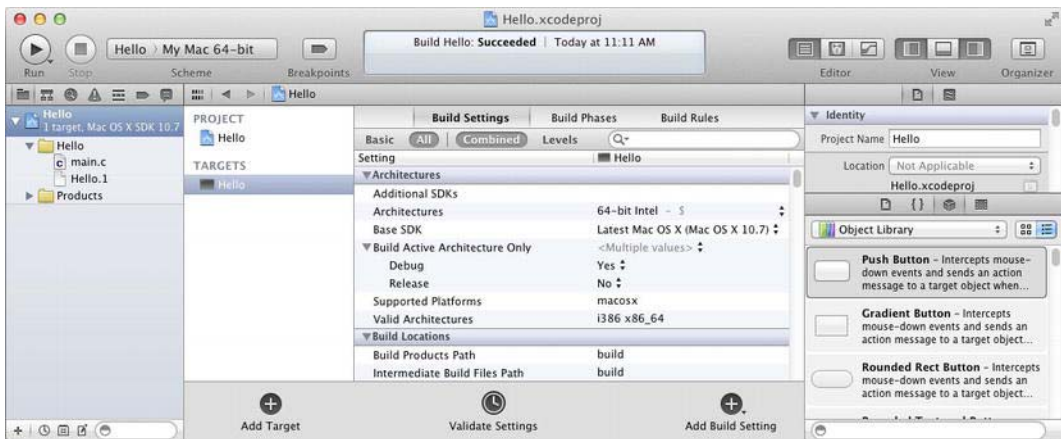 Hello.xcodeproj
Hello › My Mac 64-bit
Build Hello: Succeeded | Today at 11:11 AM
Run Stop Scheme Breakpoints Editor View Organizer
Hello
Hello
1 target, Mac OS X SDK 10.7
Hello
main.c
Hello.1
Products
PROJECT
Hello
TARGETS
Hello
Build Settings Build Phases Build Rules
Basic All Combined Levels
Setting Hello
Architectures
Additional SDKs
Architectures 64-bit Intel - $
Base SDK Latest Mac OS X (Mac OS X 10.7)
Build Active Architecture Only <Multiple values>
Debug Yes
Release No
Supported Platforms macosx
Valid Architectures i386 x86_64
Build Locations
Build Products Path build
Intermediate Build Files Path build
Add Target Validate Settings Add Build Setting
Identity
Project Name Hello
Location Not Applicable
Hello.xcodeproj
Object Library
Push Button - Intercepts mouse-
down events and sends an action
message to a target object when...
Gradient Button - Intercepts
mouse-down events and sends an
action message to a target object...
Rounded Rect Button - Intercepts
mouse-down events and sends an
action message to a target object...